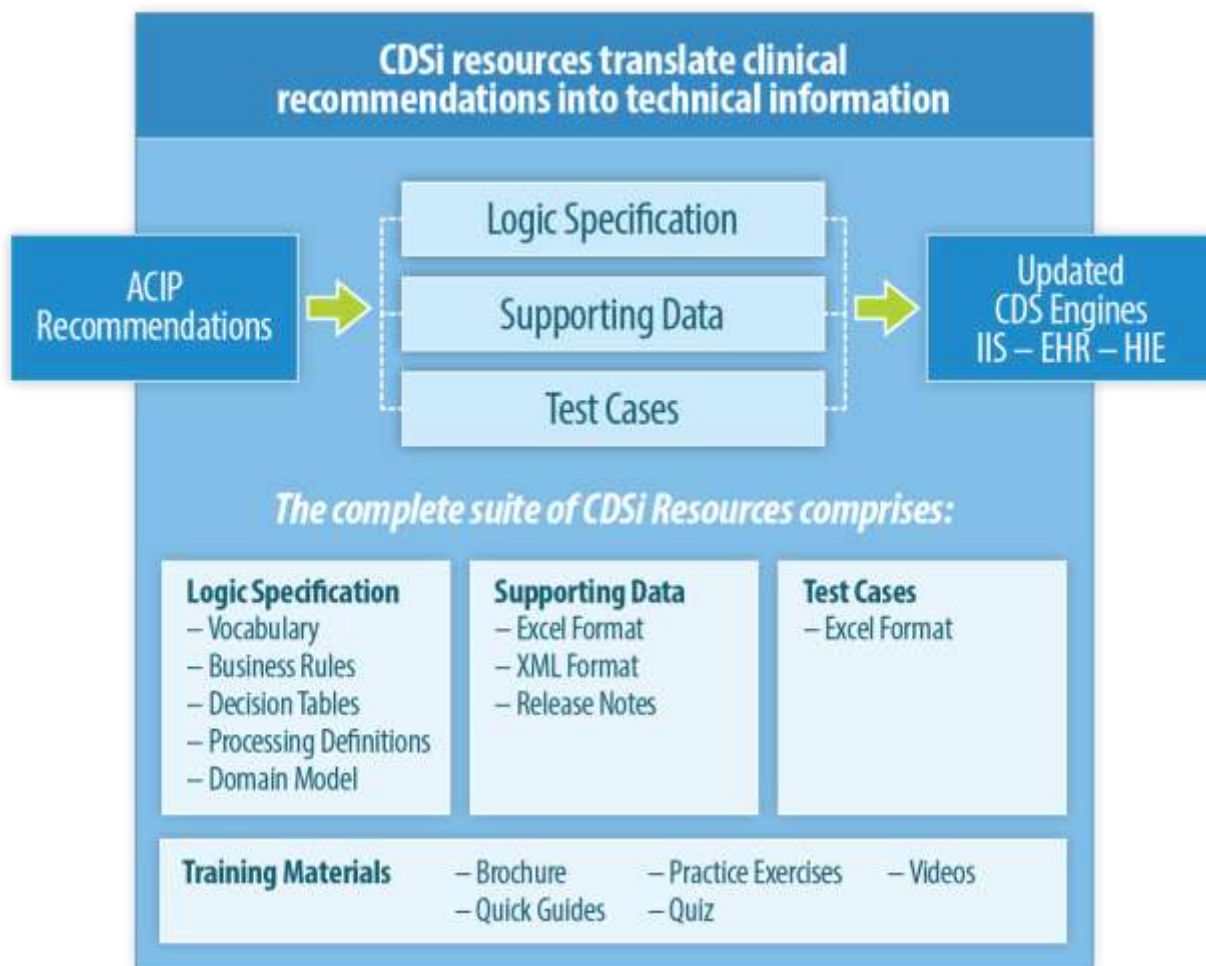 CDSi resources translate clinical
recommendations into technical information
ACIP
Recommendations
Logic Specification
Supporting Data
Test Cases
Updated
CDS Engines
IIS – EHR – HIE
The complete suite of CDSi Resources comprises:
Logic Specification
– Vocabulary
– Business Rules
– Decision Tables
– Processing Definitions
– Domain Model
Supporting Data
– Excel Format
– XML Format
– Release Notes
Test Cases
– Excel Format
Training Materials
– Brochure
– Quick Guides
– Practice Exercises
– Quiz
– Videos